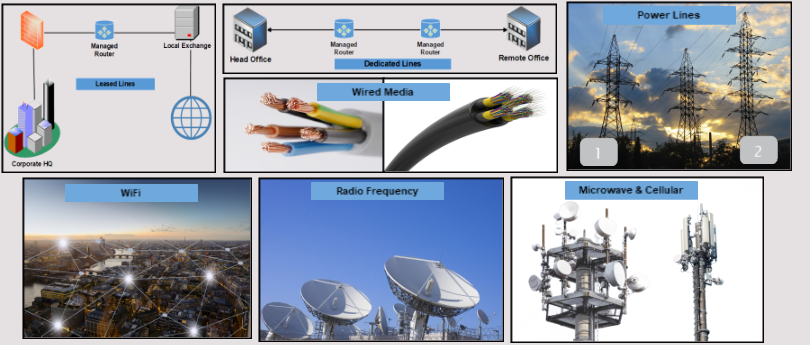 Managed
Router
Local Exchange
Leased Lines
Corporate HQ
Head Office
Managed
Router
Managed
Router
Remote Office
Dedicated Lines
Wired Media
Power Lines
1
2
WiFi
Radio Frequency
Microwave & Cellular